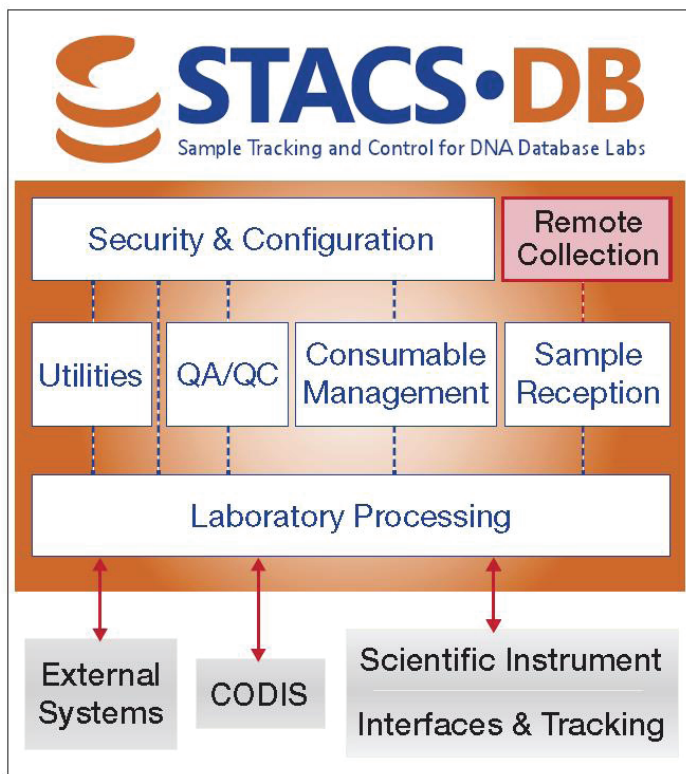 STACS•DB
Sample Tracking and Control for DNA Database Labs
Security & Configuration
Remote
Collection
Utilities
QA/QC
Consumable
Management
Sample
Reception
Laboratory Processing
External
Systems
CODIS
Scientific Instrument
Interfaces & Tracking